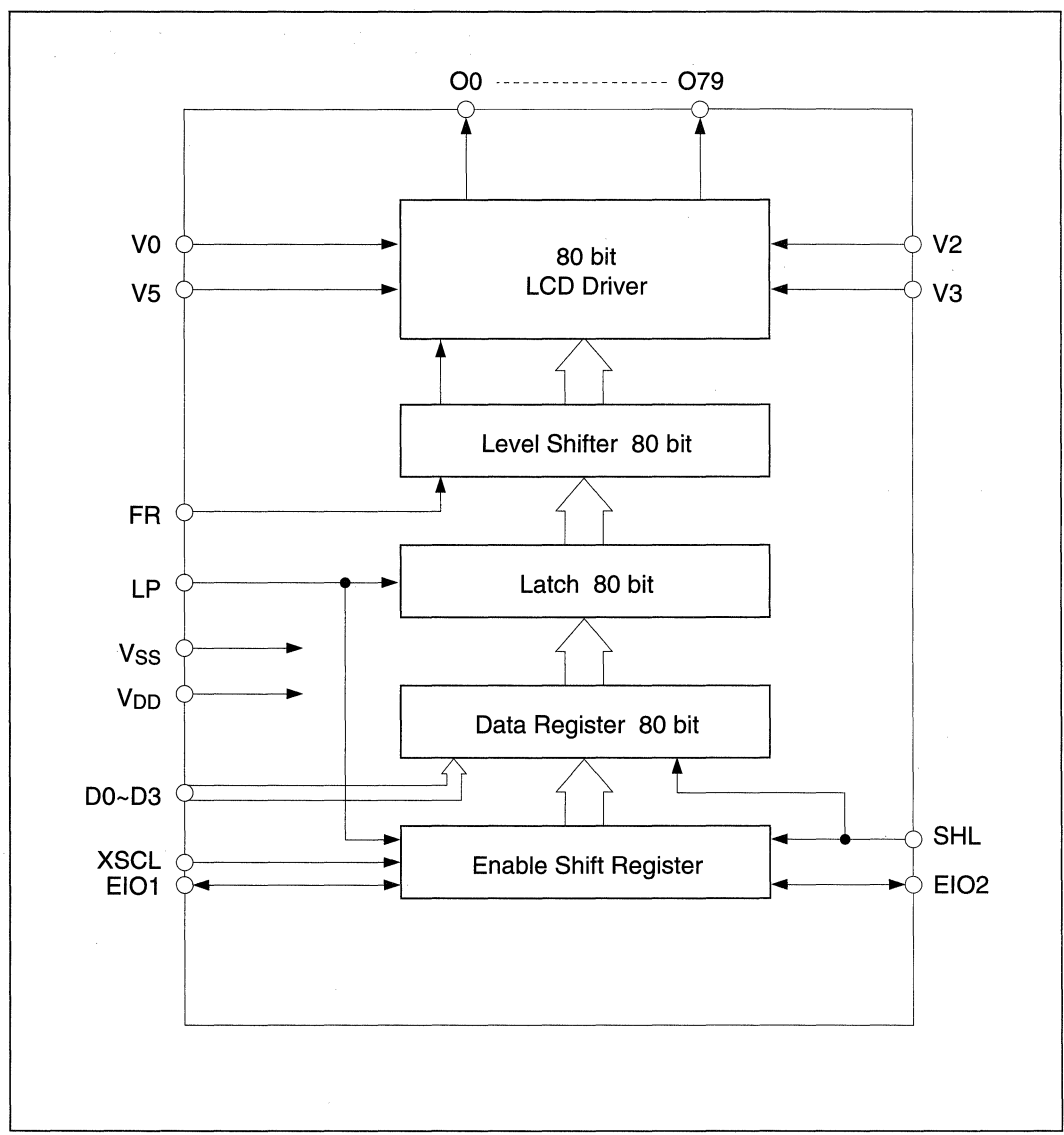 O0 ---------------------- O79
V0
V5
80 bit
LCD Driver
V2
V3
Level Shifter 80 bit
FR
LP
Latch 80 bit
VSS
VDD
Data Register 80 bit
D0~D3
XSCL
EIO1
Enable Shift Register
SHL
EIO2